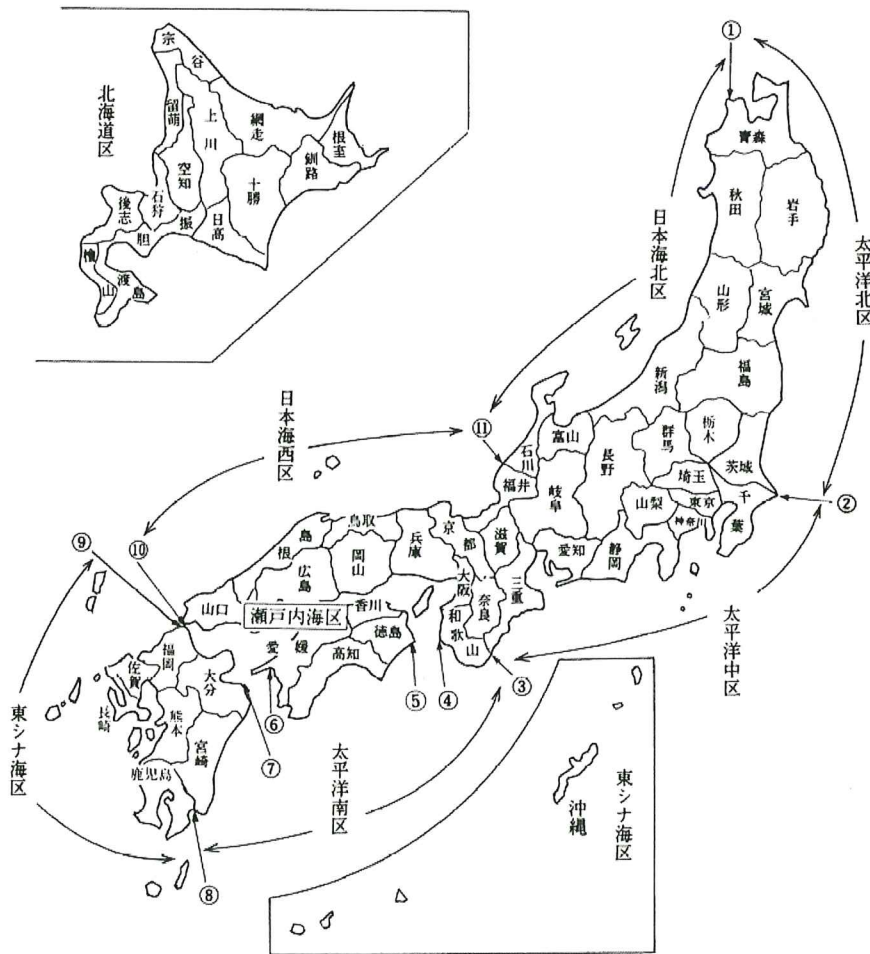 北海道区
宗谷
留萌
上川
網走
根室
釧路
十勝
空知
石狩
後志
胆振
日高
檜山
渡島
①
青森
秋田
岩手
日本海北区
太平洋北区
山形
宮城
新潟
福島
日本海西区
⑪
石川
富山
福井
岐阜
長野
群馬
栃木
茨城
埼玉
東京
千葉
②
山梨
神奈川
静岡
愛知
太平洋中区
⑨
⑩
鳥取
島根
岡山
広島
兵庫
京都
滋賀
大阪
奈良
三重
和歌山
山口
瀬戸内海区
香川
徳島
愛媛
高知
福岡
佐賀
長崎
大分
熊本
宮崎
鹿児島
東シナ海区
③
④
⑤
⑥
⑦
太平洋南区
⑧
沖縄
東シナ海区